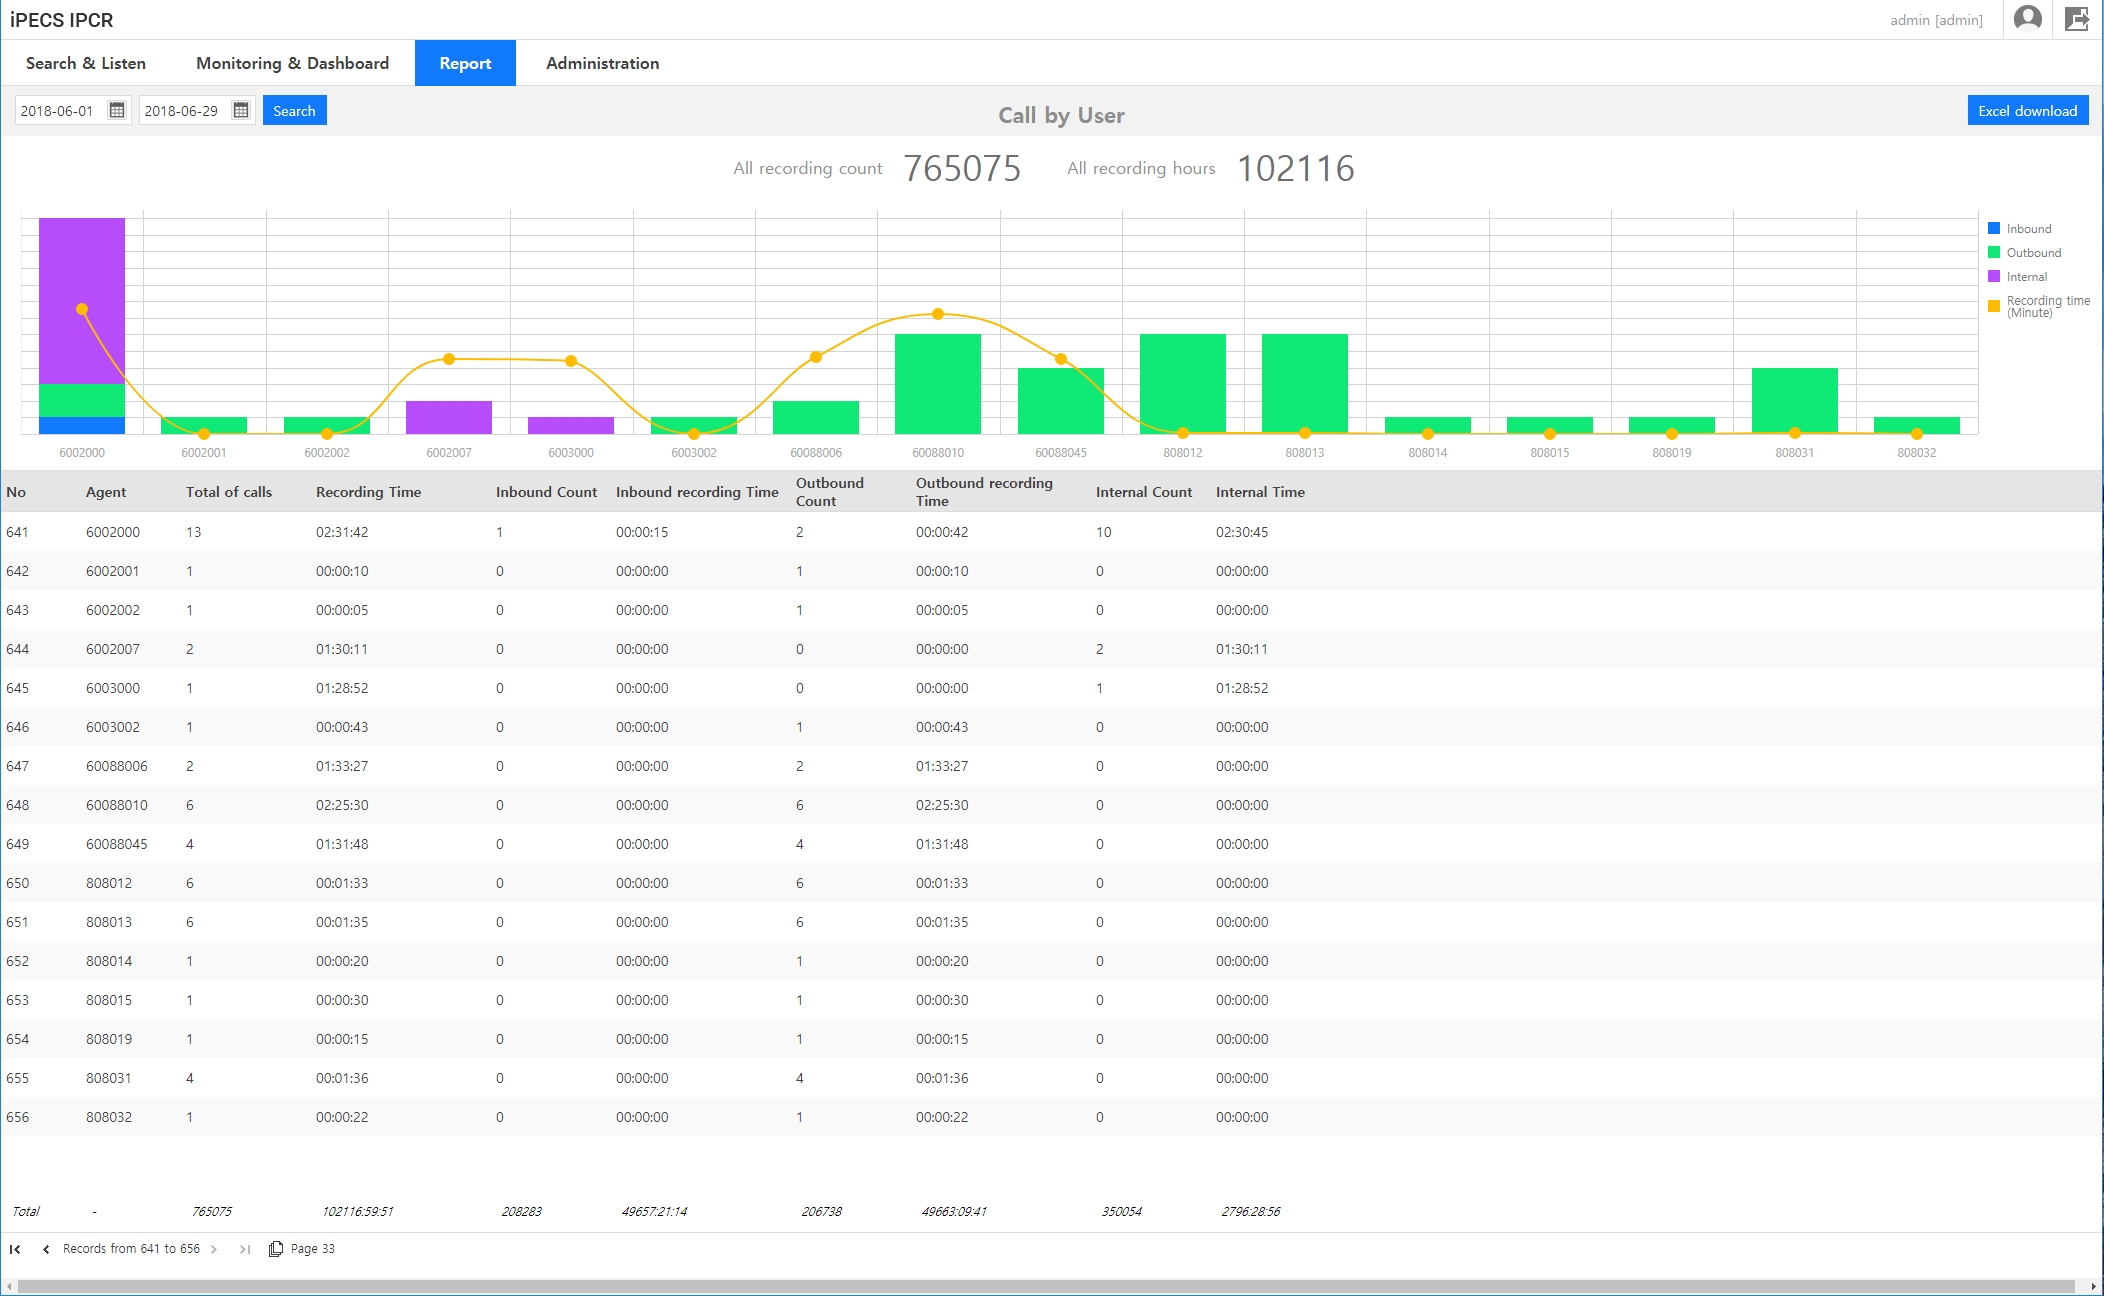 iPECS IPCR
admin [admin]
Search & Listen Monitoring & Dashboard Report Administration
2018-06-01 2018-06-29 Search
Call by User
Excel download
All recording count 765075 All recording hours 102116
Inbound
Outbound
Internal
Recording time
(Minute)
6002000 6002001 6002002 6002007 6003000 6003002 60088006 60088010 60088045 808012 808013 808014 808015 808019 808031 808032
No Agent Total of calls Recording Time Inbound Count Inbound recording Time Outbound Count Outbound recording Time Internal Count Internal Time
641 6002000 13 02:31:42 1 00:00:15 2 00:00:42 10 02:30:45
642 6002001 1 00:00:10 0 00:00:00 1 00:00:10 0 00:00:00
643 6002002 1 00:00:05 0 00:00:00 1 00:00:05 0 00:00:00
644 6002007 2 01:30:11 0 00:00:00 0 00:00:00 2 01:30:11
645 6003000 1 01:28:52 0 00:00:00 0 00:00:00 1 01:28:52
646 6003002 1 00:00:43 0 00:00:00 1 00:00:43 0 00:00:00
647 60088006 2 01:33:27 0 00:00:00 2 01:33:27 0 00:00:00
648 60088010 6 02:25:30 0 00:00:00 6 02:25:30 0 00:00:00
649 60088045 4 01:31:48 0 00:00:00 4 01:31:48 0 00:00:00
650 808012 6 00:01:33 0 00:00:00 6 00:01:33 0 00:00:00
651 808013 6 00:01:35 0 00:00:00 6 00:01:35 0 00:00:00
652 808014 1 00:00:20 0 00:00:00 1 00:00:20 0 00:00:00
653 808015 1 00:00:30 0 00:00:00 1 00:00:30 0 00:00:00
654 808019 1 00:00:15 0 00:00:00 1 00:00:15 0 00:00:00
655 808031 4 00:01:36 0 00:00:00 4 00:01:36 0 00:00:00
656 808032 1 00:00:22 0 00:00:00 1 00:00:22 0 00:00:00
Total - 765075 102116:59:51 208283 49657:21:14 206738 49663:09:41 350054 2796:28:56
Records from 641 to 656 Page 33